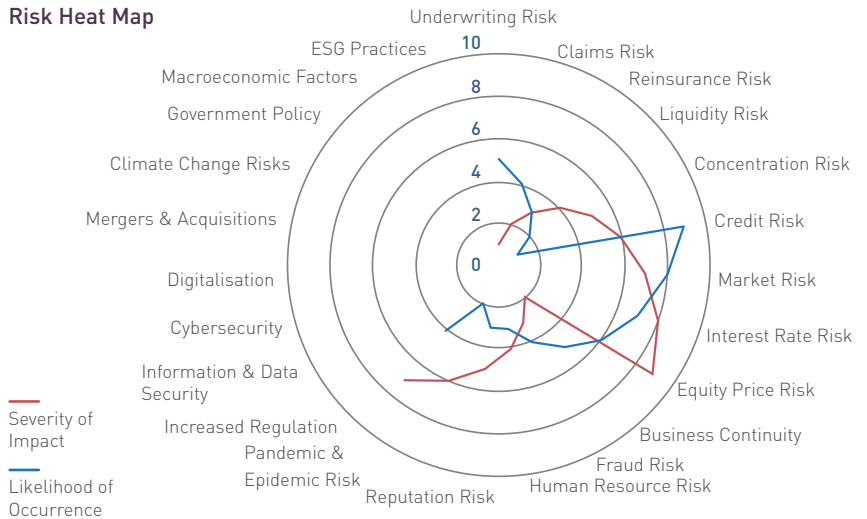 Risk Heat Map
Underwriting Risk
Claims Risk
Reinsurance Risk
Liquidity Risk
Concentration Risk
Credit Risk
Market Risk
Interest Rate Risk
Equity Price Risk
Business Continuity
Fraud Risk
Human Resource Risk
Reputation Risk
Pandemic &
Epidemic Risk
Increased Regulation
Information & Data
Security
Cybersecurity
Digitalisation
Mergers & Acquisitions
Climate Change Risks
Government Policy
Macroeconomic Factors
ESG Practices
10
8
6
4
2
0
Severity of
Impact
Likelihood of
Occurrence